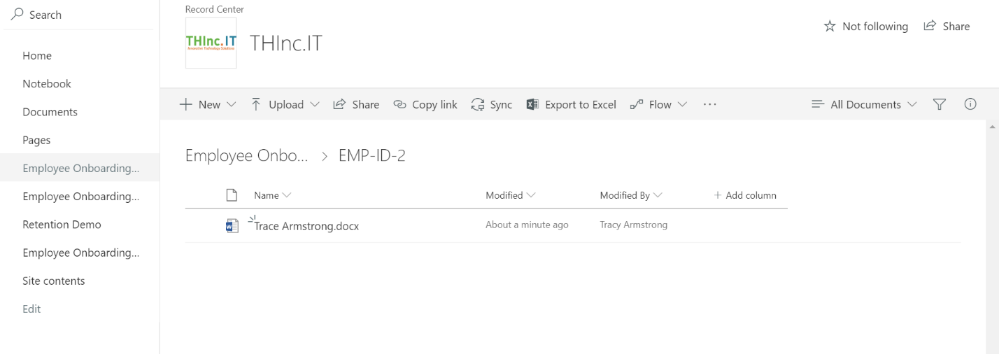 Search
Home
Notebook
Documents
Pages
Employee Onboarding...
Employee Onboarding...
Retention Demo
Employee Onboarding...
Site contents
Edit
Record Center
THInc.IT
Innovative Technology Solutions
THInc.IT
Not following Share
New Upload Share Copy link Sync Export to Excel Flow ... All Documents
Employee Onbo... > EMP-ID-2
Name Modified Modified By + Add column
Trace Armstrong.docx About a minute ago Tracy Armstrong